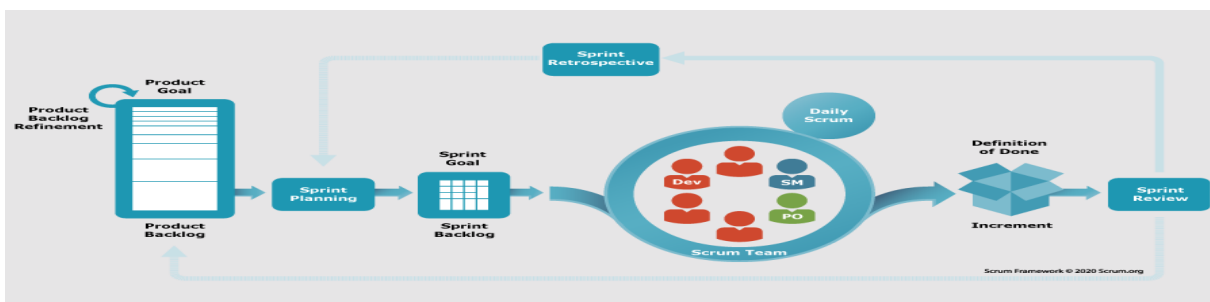 Sprint
Retrospective
Product
Goal
Product
Backlog
Refinement
Daily
Scrum
Sprint
Goal
Definition
of Done
Dev
SM
Sprint
Planning
Sprint
Review
PO
Product
Backlog
Sprint
Backlog
Increment
Scrum Team
Scrum Framework © 2020 Scrum.org